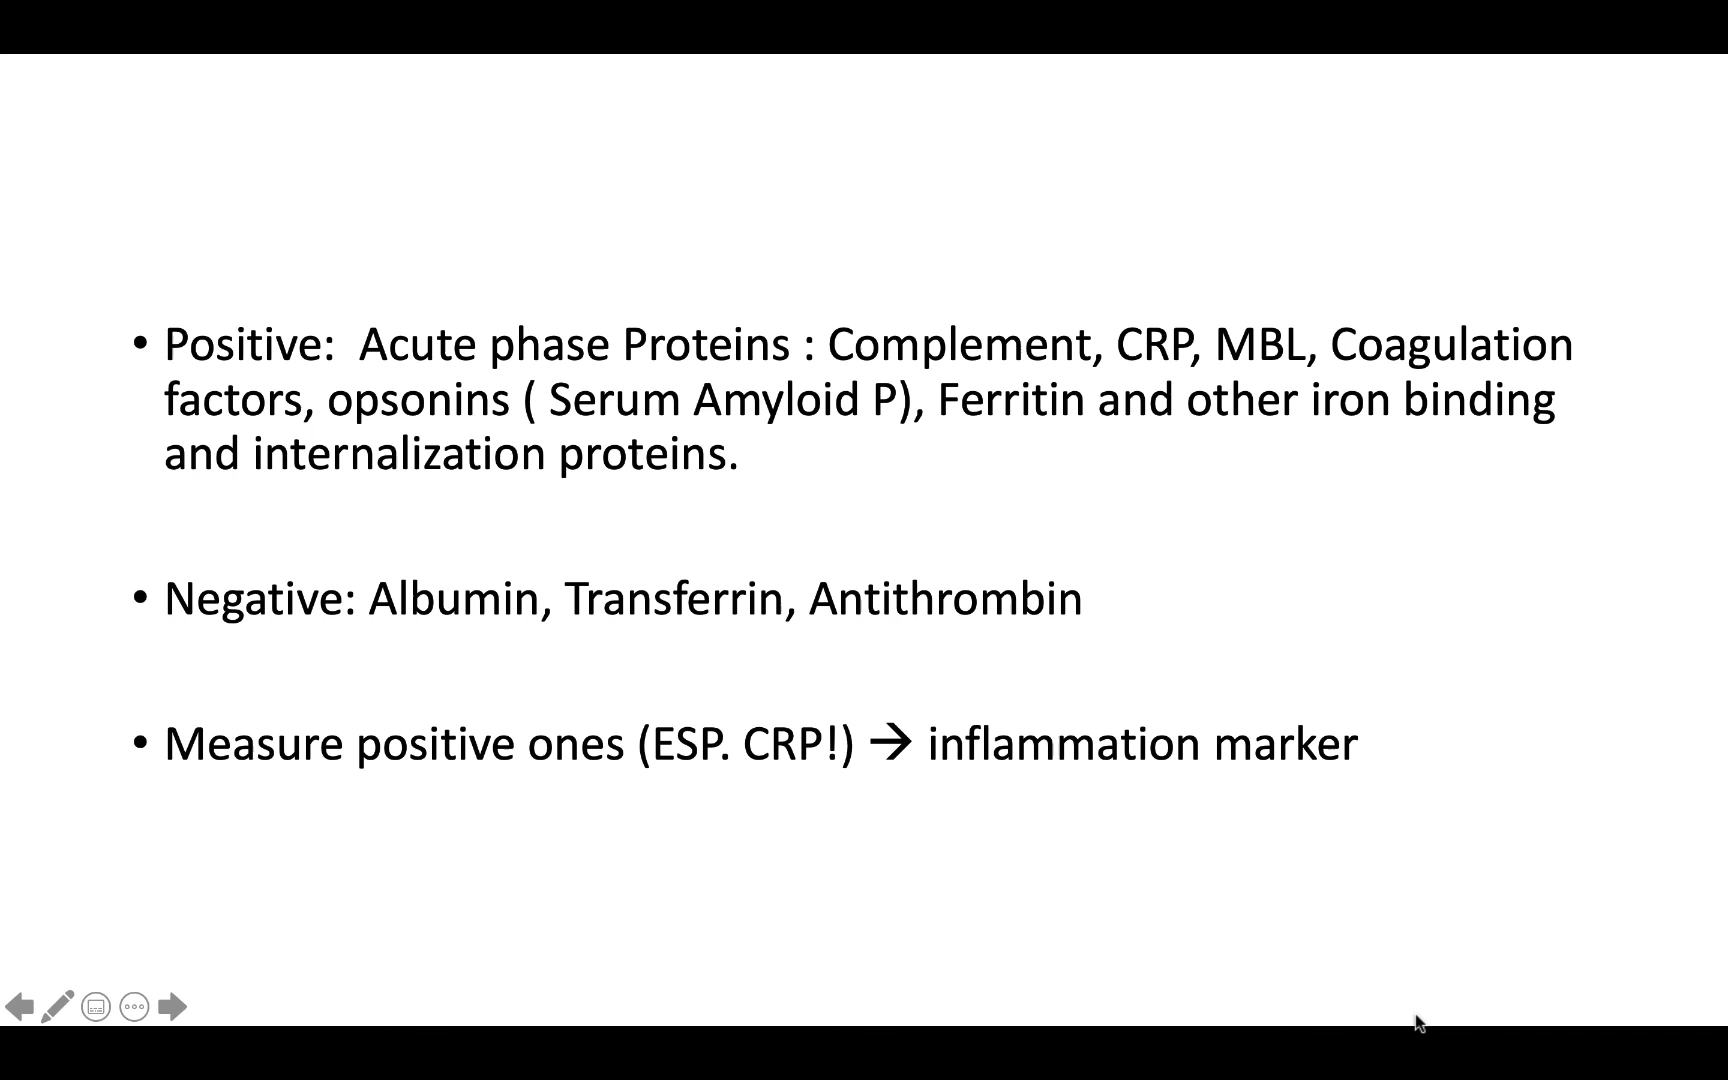 • Positive:  Acute phase Proteins : Complement, CRP, MBL, Coagulation
factors, opsonins ( Serum Amyloid P), Ferritin and other iron binding
and internalization proteins.
• Negative: Albumin, Transferrin, Antithrombin
• Measure positive ones (ESP. CRP!) → inflammation marker